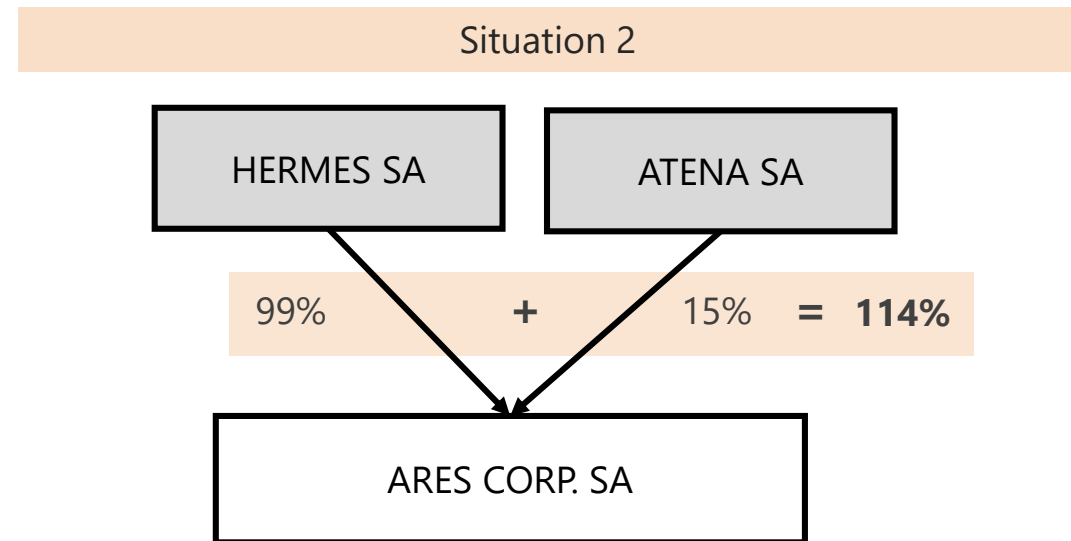 Situation 2
HERMES SA
ATENA SA
99% + 15% = 114%
ARES CORP. SA